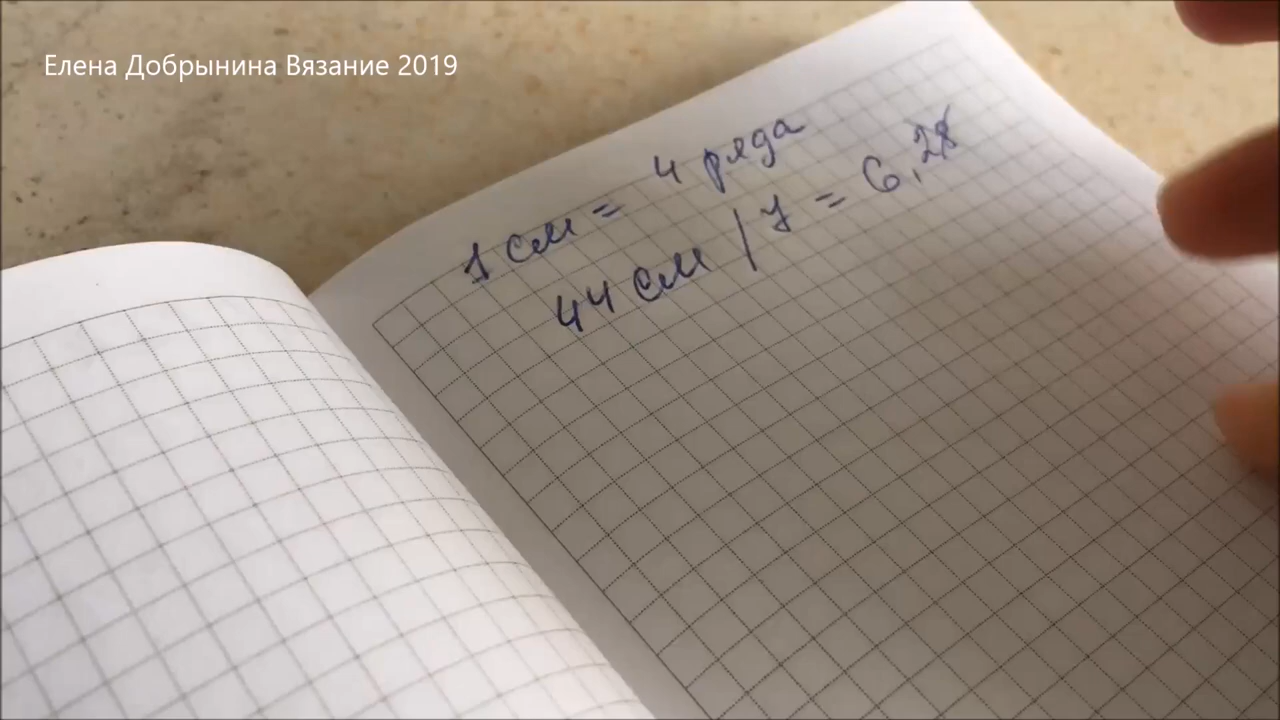 Елена Добрынина Вязание 2019
1 см = 4 ряда
44 см / 7 = 6,28